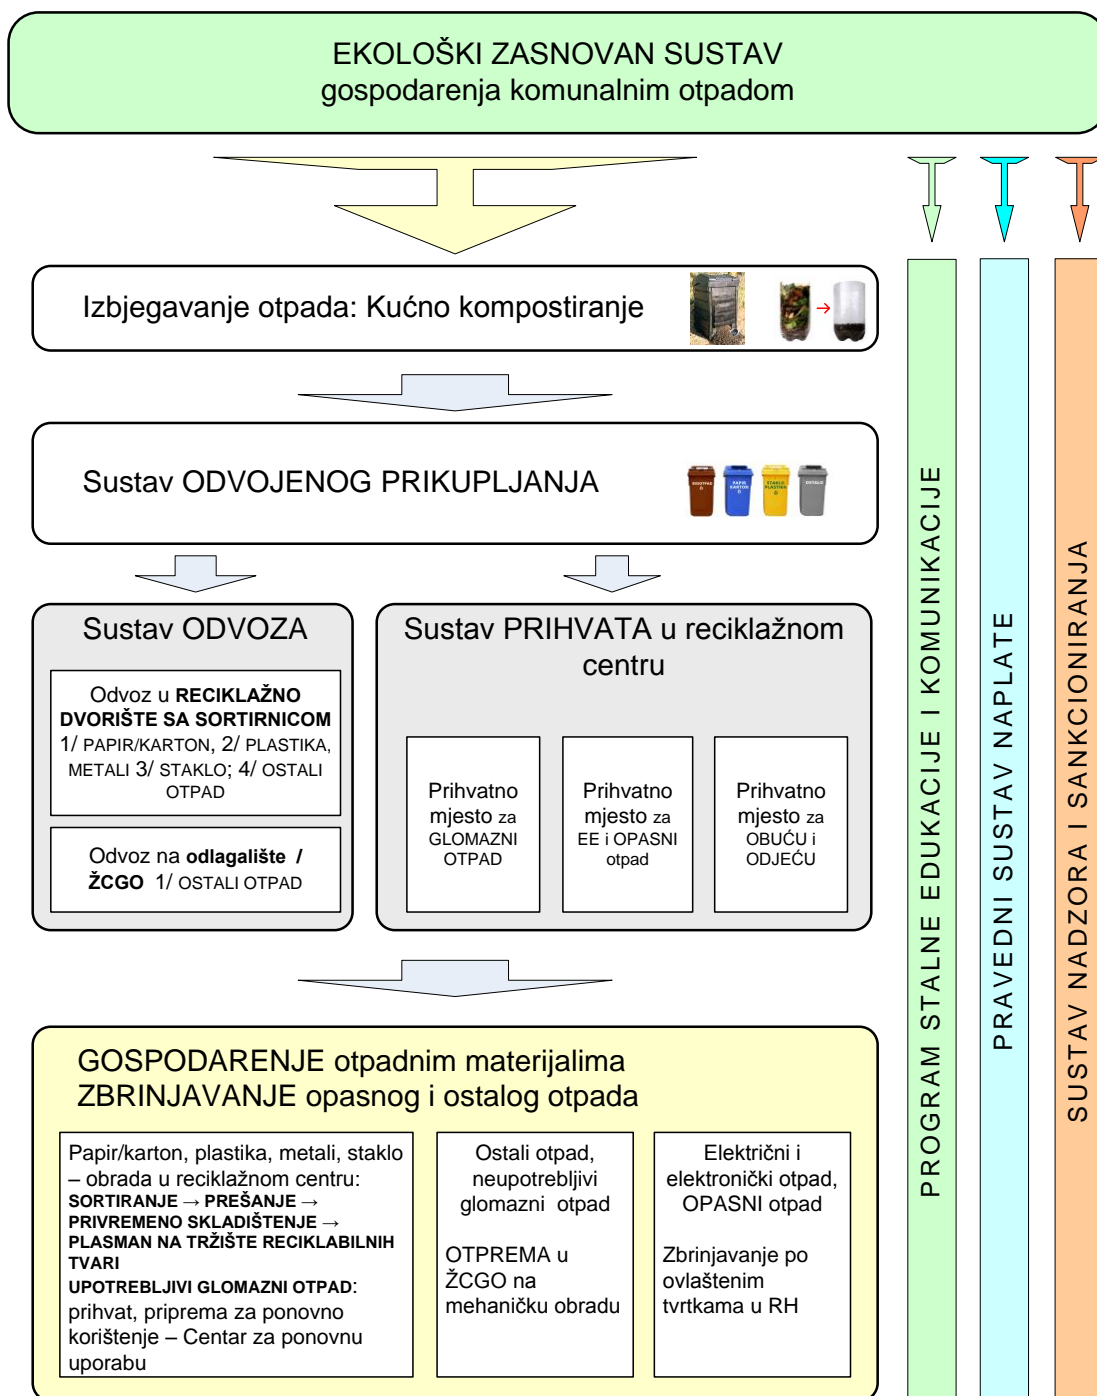 EKOLOŠKI ZASNOVAN SUSTAV
gospodarenja komunalnim otpadom
Izbjegavanje otpada: Kućno kompostiranje
Sustav ODVOJENOG PRIKUPLJANJA
BIOOTPAD
PAPIR
KARTON
STAKLO
PLASTIKA
OSTALO
Sustav ODVOZA
Odvoz u RECIKLAŽNO
DVORIŠTE SA SORTIRNICOM
1/ PAPIR/KARTON, 2/ PLASTIKA,
METALI 3/ STAKLO; 4/ OSTALI
OTPAD
Odvoz na odlagalište /
ŽCGO 1/ OSTALI OTPAD
Sustav PRIHVATA u reciklažnom
centru
Prihvatno
mjesto za
GLOMAZNI
OTPAD
Prihvatno
mjesto za
EE i OPASNI
otpad
Prihvatno
mjesto za
OBUĆU i
ODJEĆU
GOSPODARENJE otpadnim materijalima
ZBRINJAVANJE opasnog i ostalog otpada
Papir/karton, plastika, metali, staklo
– obrada u reciklažnom centru:
SORTIRANJE → PREŠANJE →
PRIVREMENO SKLADIŠTENJE →
PLASMAN NA TRŽIŠTE RECIKLABILNIH
TVARI
UPOTREBLJIVI GLOMAZNI OTPAD:
prihvat, priprema za ponovno
korištenje – Centar za ponovnu
uporabu
Ostali otpad,
neupotrebljivi
glomazni otpad
OTPREMA u
ŽCGO na
mehaničku obradu
Električni i
elektronički otpad,
OPASNI otpad
Zbrinjavanje po
ovlaštenim
tvrtkama u RH
PROGRAM STALNE EDUKACIJE I KOMUNIKACIJE
PRAVEDNI SUSTAV NAPLATE
SUSTAV NADZORA I SANKCIONIRANJA